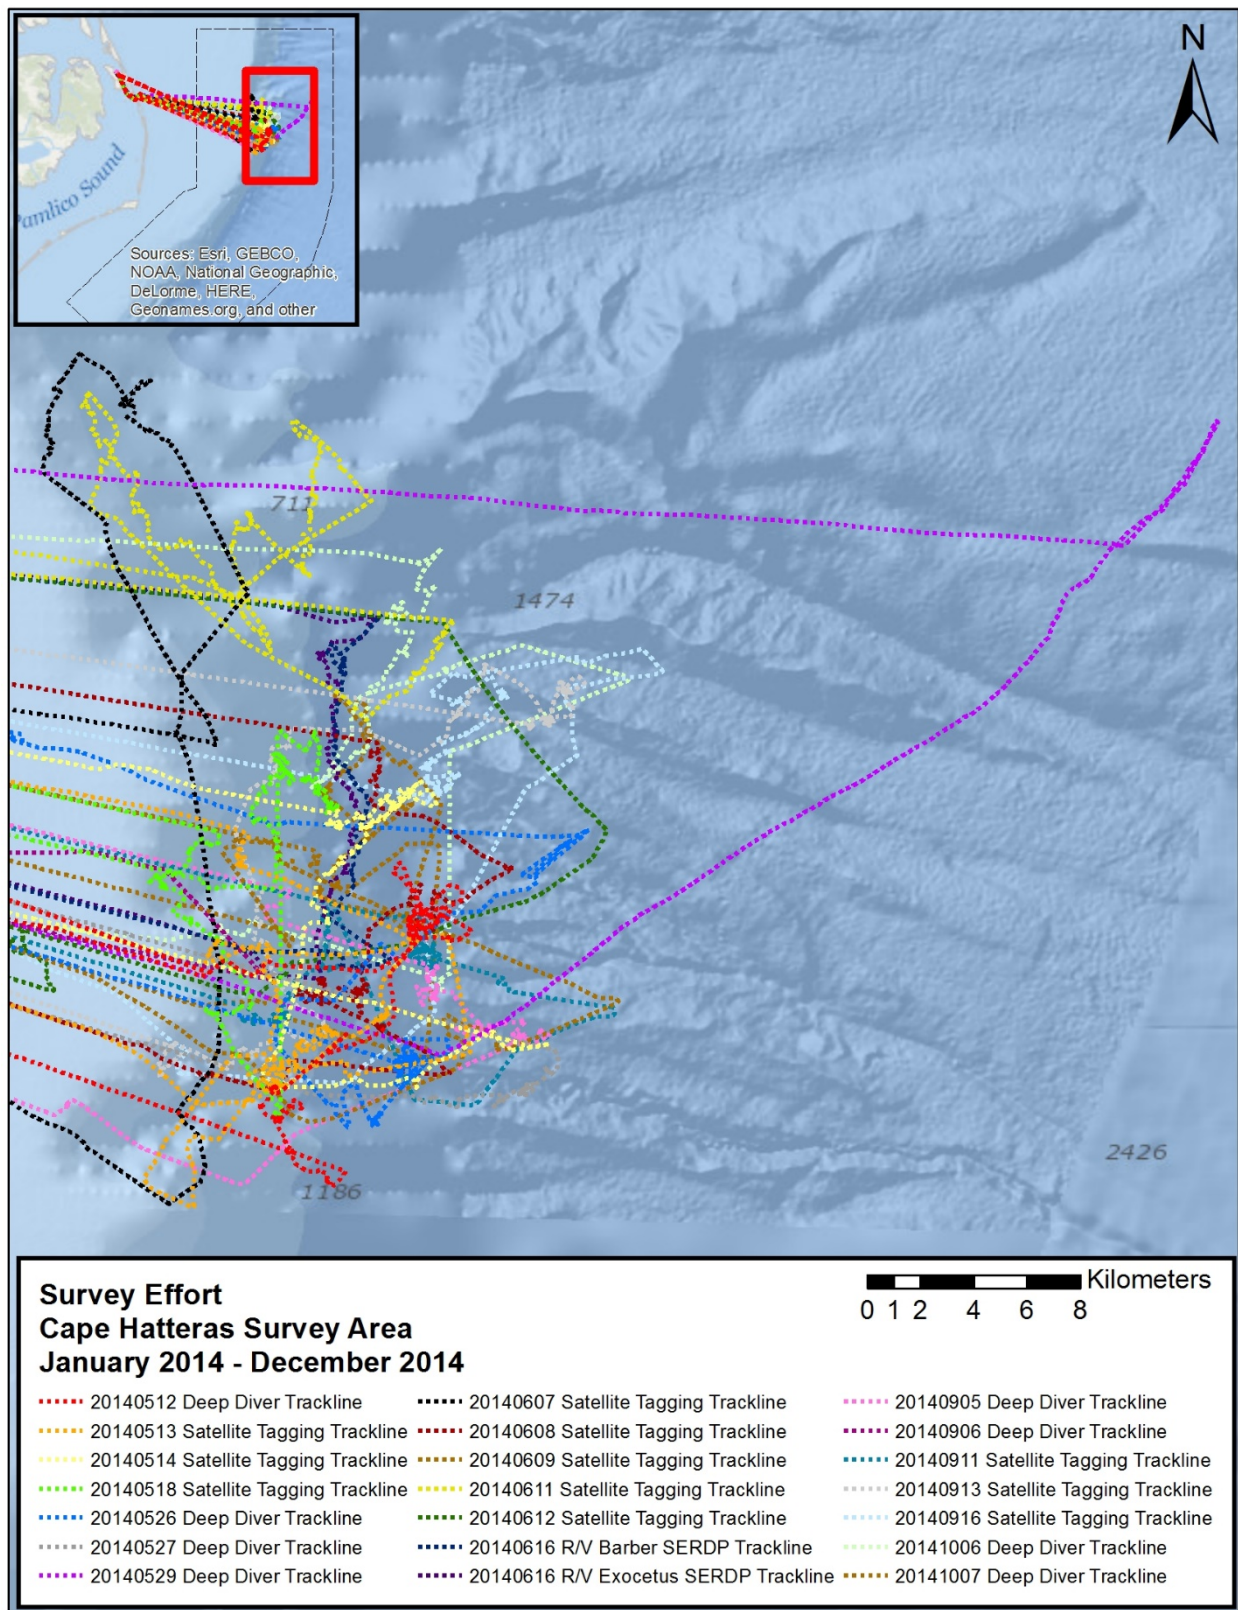 N
Pamlico Sound
Sources: Esri, GEBCO,
NOAA, National Geographic,
DeLorme, HERE,
Geonames.org, and other
711
1474
2426
1186
Survey Effort
Cape Hatteras Survey Area
January 2014 - December 2014
Kilometers
0 1 2 4 6 8
20140512 Deep Diver Trackline
20140513 Satellite Tagging Trackline
20140514 Satellite Tagging Trackline
20140518 Satellite Tagging Trackline
20140526 Deep Diver Trackline
20140527 Deep Diver Trackline
20140529 Deep Diver Trackline
20140607 Satellite Tagging Trackline
20140608 Satellite Tagging Trackline
20140609 Satellite Tagging Trackline
20140611 Satellite Tagging Trackline
20140612 Satellite Tagging Trackline
20140616 R/V Barber SERDP Trackline
20140616 R/V Exocetus SERDP Trackline
20140905 Deep Diver Trackline
20140906 Deep Diver Trackline
20140911 Satellite Tagging Trackline
20140913 Satellite Tagging Trackline
20140916 Satellite Tagging Trackline
20141006 Deep Diver Trackline
20141007 Deep Diver Trackline